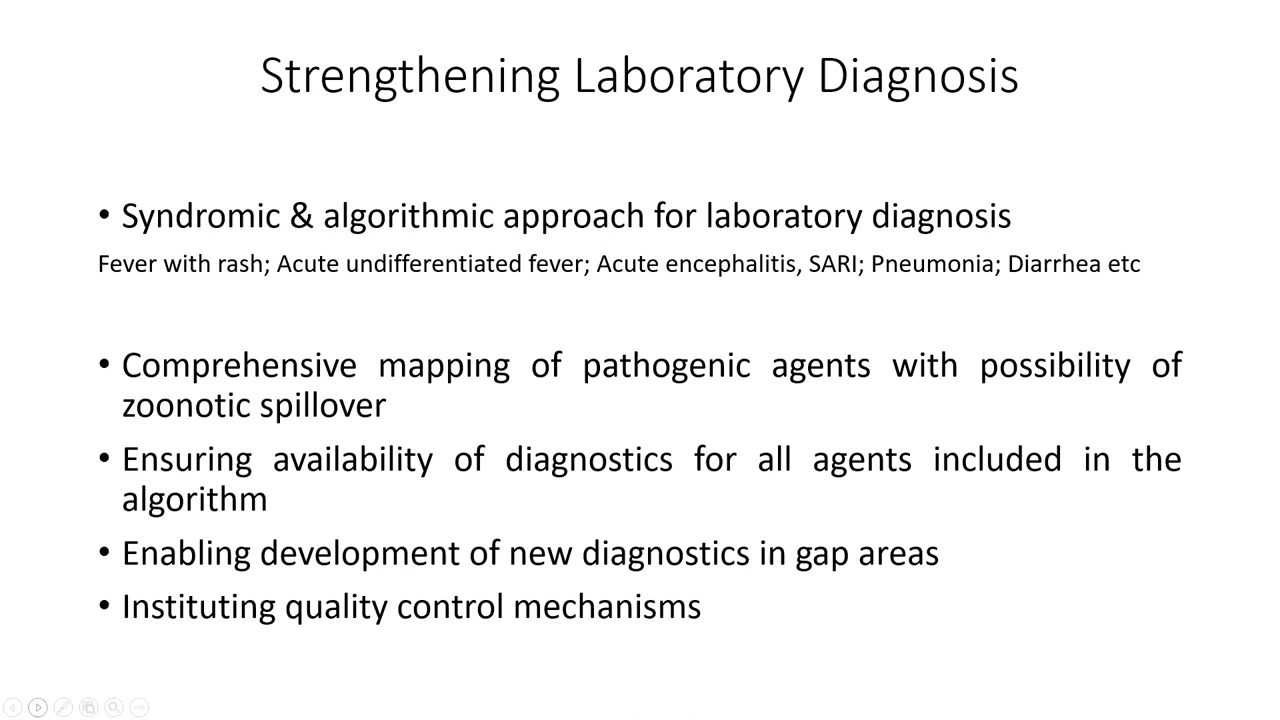 Strengthening Laboratory Diagnosis
• Syndromic & algorithmic approach for laboratory diagnosis
Fever with rash; Acute undifferentiated fever; Acute encephalitis, SARI; Pneumonia; Diarrhea etc
• Comprehensive mapping of pathogenic agents with possibility of
zoonotic spillover
• Ensuring availability of diagnostics for all agents included in the
algorithm
• Enabling development of new diagnostics in gap areas
• Instituting quality control mechanisms